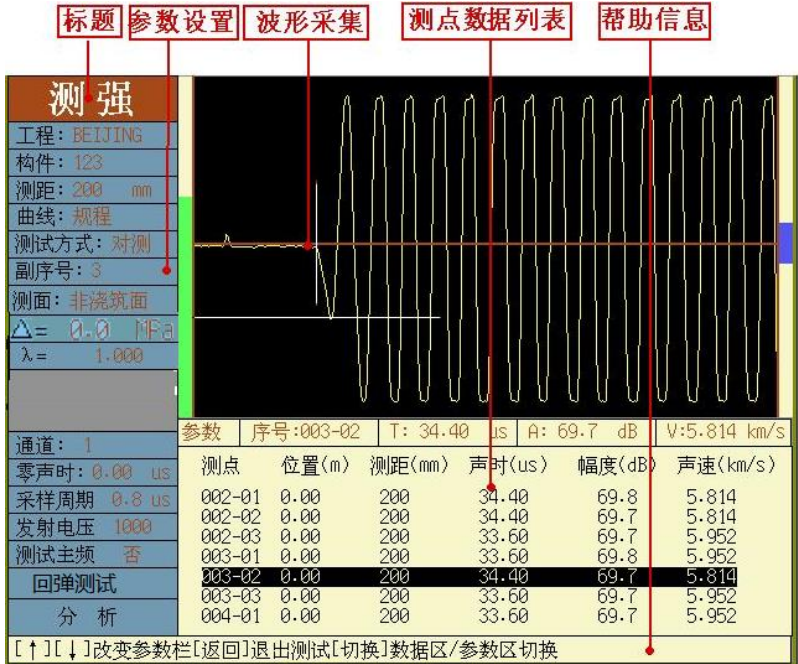 标题 参数设置 波形采集 测点数据列表 帮助信息
测强
工程：BEIJING
构件：123
测距：200 mm
曲线：规程
测试方式：对测
副序号：3
测面：非浇筑面
△= 0.0 MPa
λ= 1.000
通道：1
零声时：0.00 us
采样周期 0.8 us
发射电压 1000
测试主频 否
回弹测试
分 析
参数 序号:003-02 T: 34.40 us A: 69.7 dB V:5.814 km/s
测点 位置(m) 测距(mm) 声时(us) 幅度(dB) 声速(km/s)
002-01 0.00 200 34.40 69.8 5.814
002-02 0.00 200 34.40 69.7 5.814
002-03 0.00 200 33.60 69.7 5.952
003-01 0.00 200 33.60 69.8 5.952
003-02 0.00 200 34.40 69.7 5.814
003-03 0.00 200 33.60 69.7 5.952
004-01 0.00 200 33.60 69.7 5.952
[↑][↓]改变参数栏[返回]退出测试[切换]数据区/参数区切换